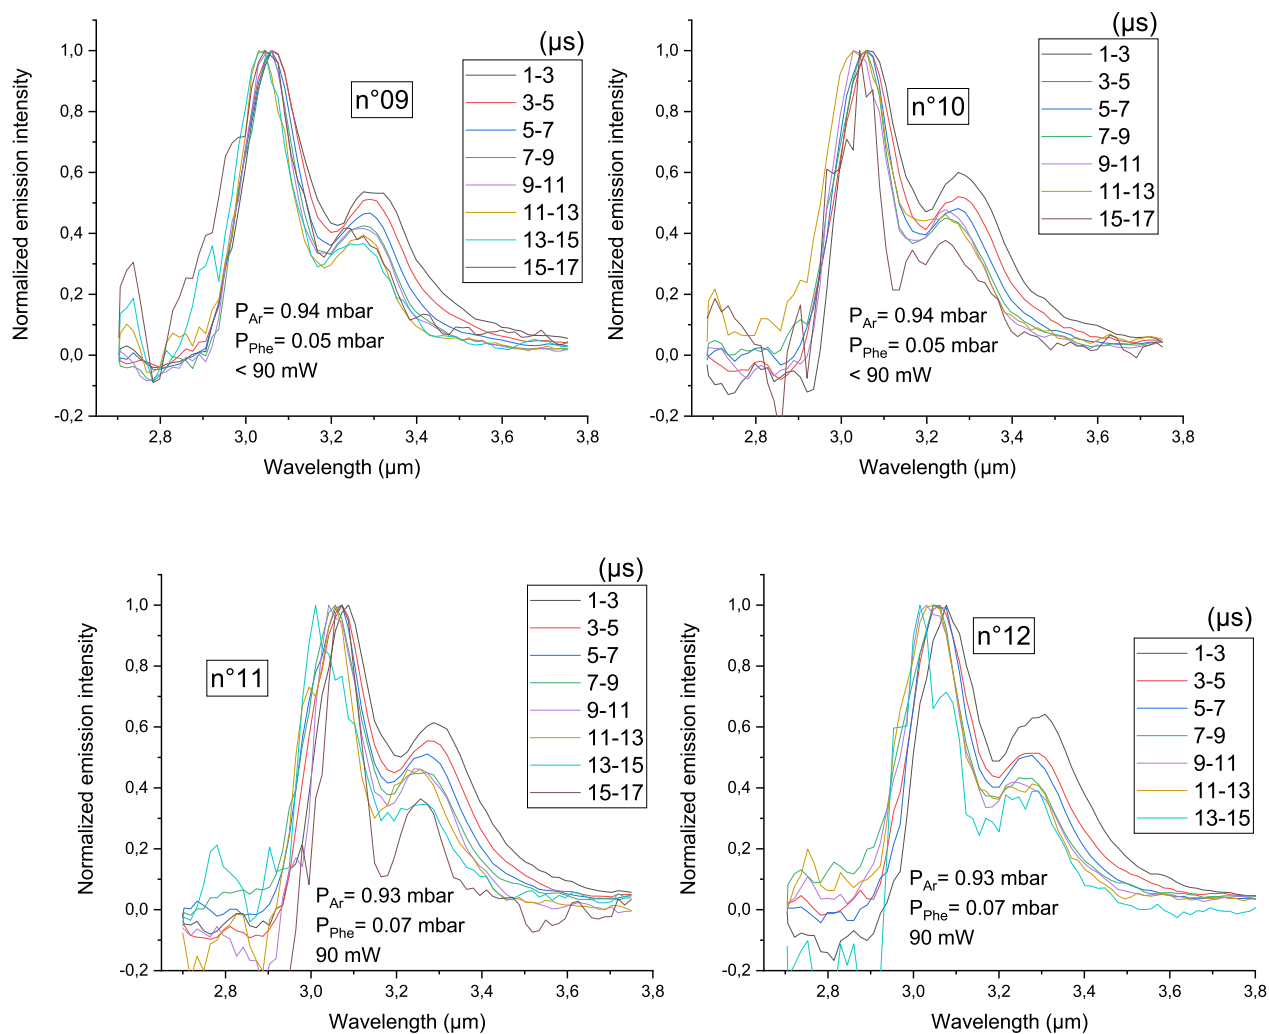 (µs)
n°09
1-3
3-5
5-7
7-9
9-11
11-13
13-15
15-17
Normalized emission intensity
1,0
0,8
0,6
0,4
0,2
0,0
-0,2
P_Ar= 0.94 mbar
P_Phe= 0.05 mbar
< 90 mW
2,8
3,0
3,2
3,4
3,6
3,8
Wavelength (µm)
(µs)
n°10
1-3
3-5
5-7
7-9
9-11
11-13
15-17
Normalized emission intensity
1,0
0,8
0,6
0,4
0,2
0,0
-0,2
P_Ar= 0.94 mbar
P_Phe= 0.05 mbar
< 90 mW
2,8
3,0
3,2
3,4
3,6
3,8
Wavelength (µm)
(µs)
n°11
1-3
3-5
5-7
7-9
9-11
11-13
13-15
15-17
Normalized emission intensity
1,0
0,8
0,6
0,4
0,2
0,0
-0,2
P_Ar= 0.93 mbar
P_Phe= 0.07 mbar
90 mW
2,8
3,0
3,2
3,4
3,6
3,8
Wavelength (µm)
(µs)
n°12
1-3
3-5
5-7
7-9
9-11
11-13
13-15
Normalized emission intensity
1,0
0,8
0,6
0,4
0,2
0,0
-0,2
P_Ar= 0.93 mbar
P_Phe= 0.07 mbar
90 mW
2,8
3,0
3,2
3,4
3,6
3,8
Wavelength (µm)